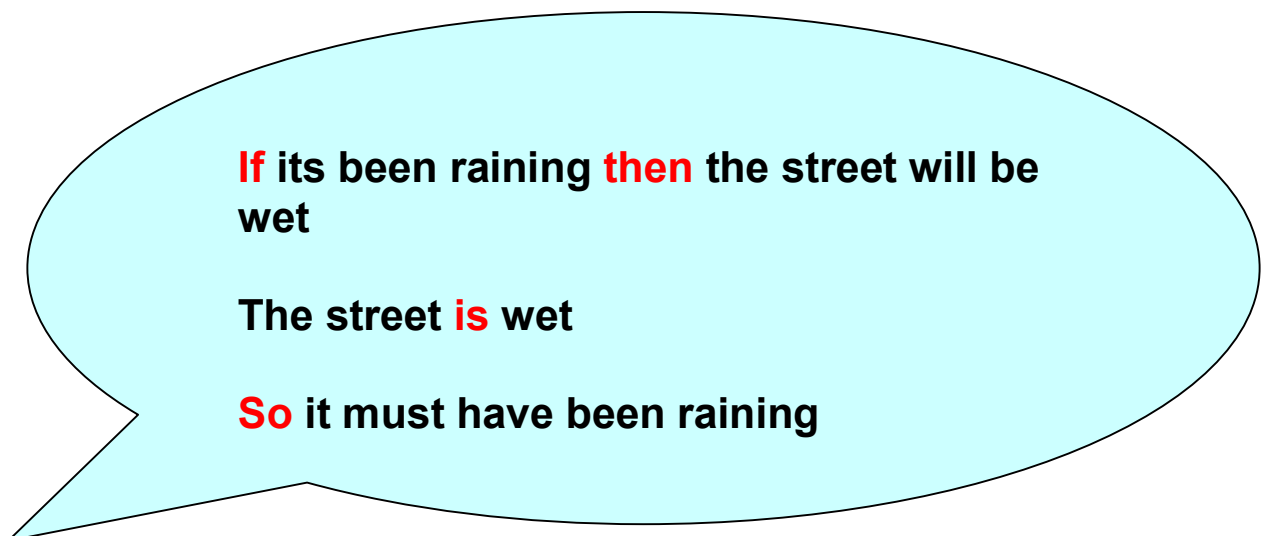 If its been raining then the street will be
wet
The street is wet
So it must have been raining